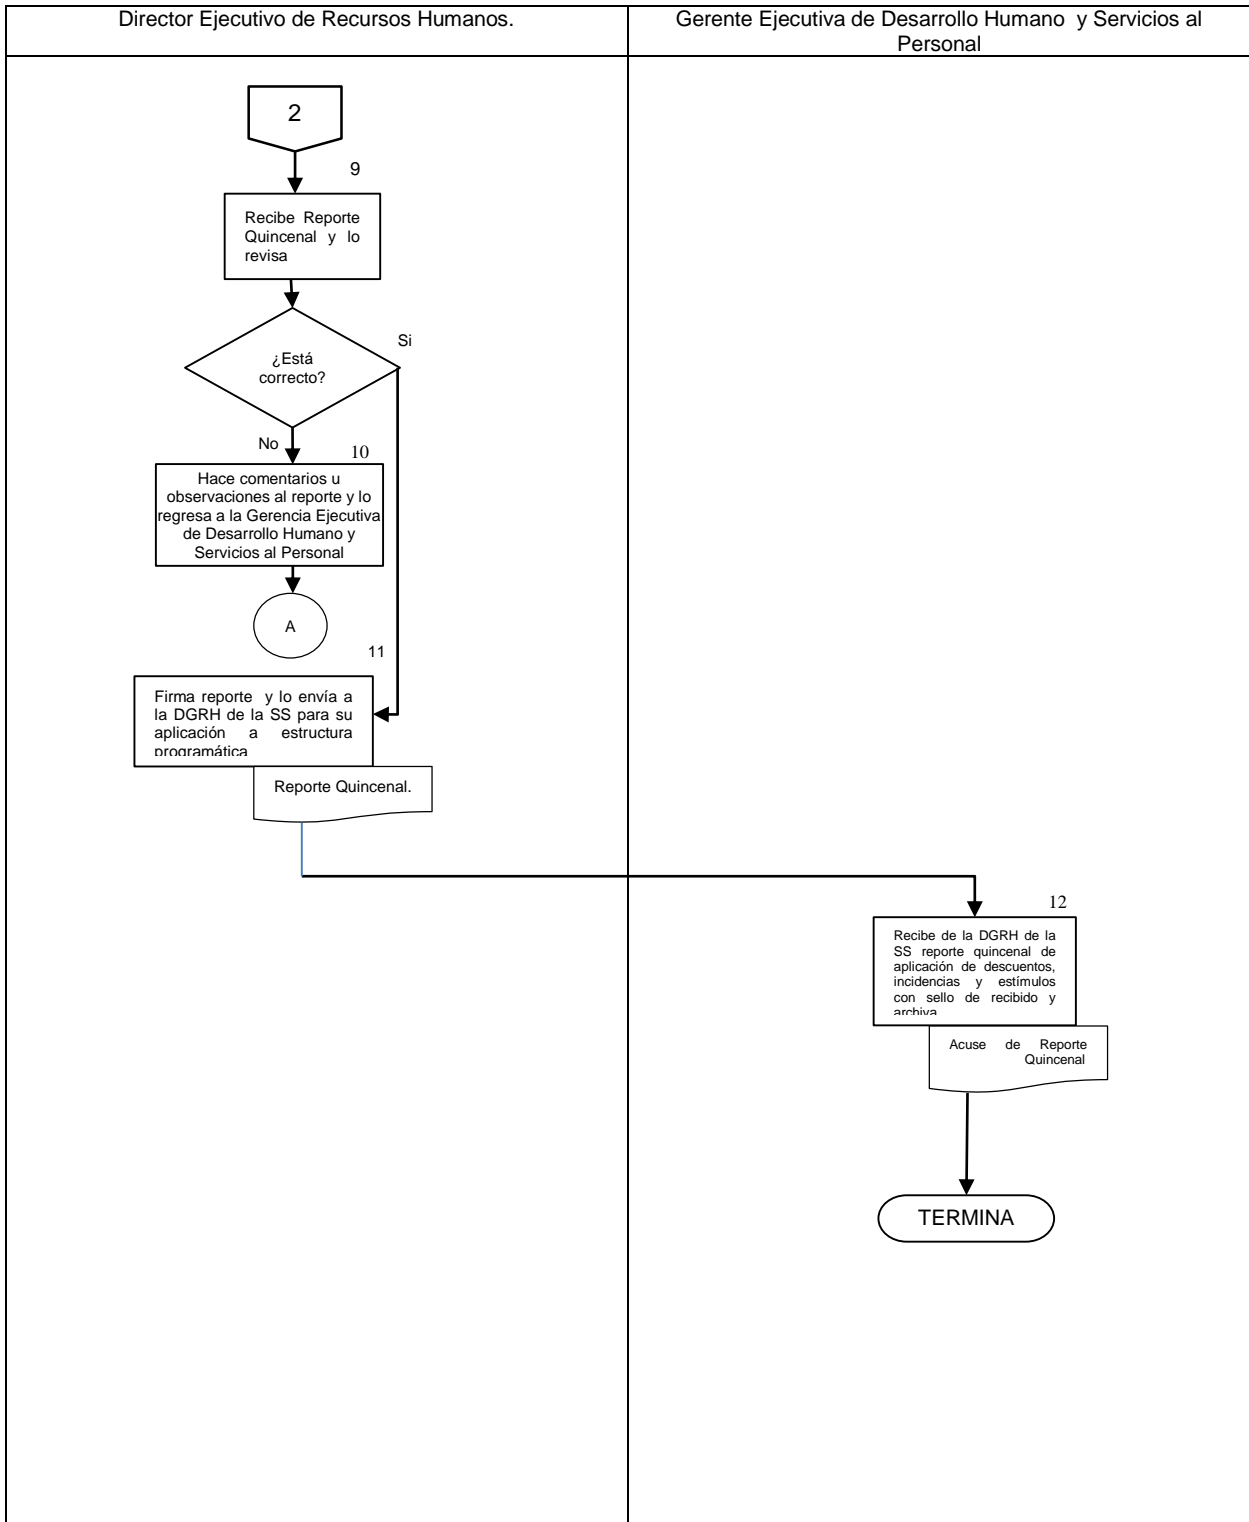 Director Ejecutivo de Recursos Humanos.
Gerente Ejecutiva de Desarrollo Humano y Servicios al
Personal
2
9
Recibe Reporte
Quincenal y lo
revisa
¿Está
correcto?
Si
No
10
Hace comentarios u
observaciones al reporte y lo
regresa a la Gerencia Ejecutiva
de Desarrollo Humano y
Servicios al Personal
A
11
Firma reporte y lo envía a
la DGRH de la SS para su
aplicación a estructura
programática
Reporte Quincenal.
12
Recibe de la DGRH de la
SS reporte quincenal de
aplicación de descuentos,
incidencias y estímulos
con sello de recibido y
archiva
Acuse de Reporte
Quincenal
TERMINA